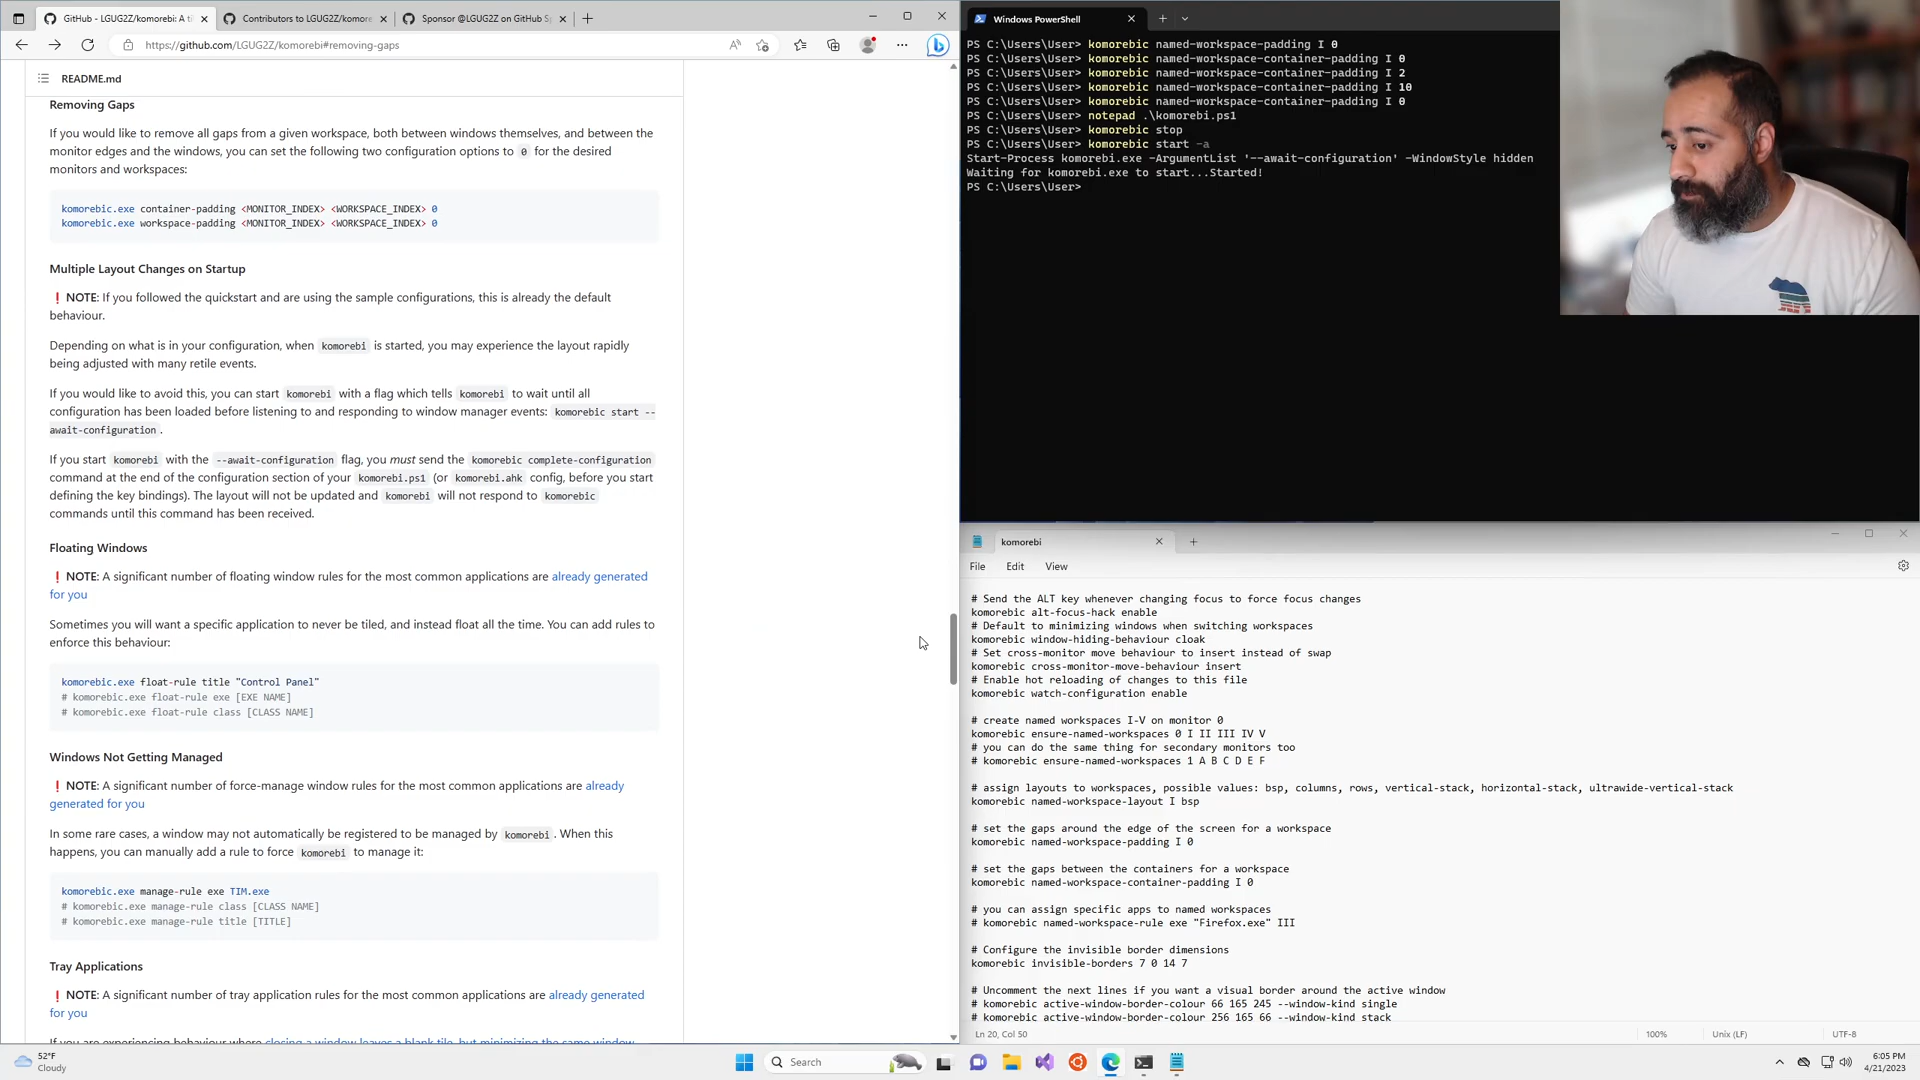 GitHub - LGUG2Z/komorebi: A ti
Contributors to LGUG2Z/komore
Sponsor @LGUG2Z on GitHub Sp
https://github.com/LGUG2Z/komorebi#removing-gaps
README.md
Removing Gaps
If you would like to remove all gaps from a given workspace, both between windows themselves, and between the
monitor edges and the windows, you can set the following two configuration options to 0 for the desired
monitors and workspaces:
komorebic.exe container-padding <MONITOR_INDEX> <WORKSPACE_INDEX> 0
komorebic.exe workspace-padding <MONITOR_INDEX> <WORKSPACE_INDEX> 0
Multiple Layout Changes on Startup
❗ NOTE: If you followed the quickstart and are using the sample configurations, this is already the default
behaviour.
Depending on what is in your configuration, when komorebi is started, you may experience the layout rapidly
being adjusted with many retile events.
If you would like to avoid this, you can start komorebi with a flag which tells komorebi to wait until all
configuration has been loaded before listening to and responding to window manager events: komorebic start --
await-configuration .
If you start komorebi with the --await-configuration flag, you must send the komorebic complete-configuration
command at the end of the configuration section of your komorebi.ps1 (or komorebi.ahk config, before you start
defining the key bindings). The layout will not be updated and komorebi will not respond to komorebic
commands until this command has been received.
Floating Windows
❗ NOTE: A significant number of floating window rules for the most common applications are already generated
for you
Sometimes you will want a specific application to never be tiled, and instead float all the time. You can add rules to
enforce this behaviour:
komorebic.exe float-rule title "Control Panel"
# komorebic.exe float-rule exe [EXE NAME]
# komorebic.exe float-rule class [CLASS NAME]
Windows Not Getting Managed
❗ NOTE: A significant number of force-manage window rules for the most common applications are already
generated for you
In some rare cases, a window may not automatically be registered to be managed by komorebi . When this
happens, you can manually add a rule to force komorebi to manage it:
komorebic.exe manage-rule exe TIM.exe
# komorebic.exe manage-rule class [CLASS NAME]
# komorebic.exe manage-rule title [TITLE]
Tray Applications
❗ NOTE: A significant number of tray application rules for the most common applications are already generated
for you
If you are experiencing behaviour where closing a window leaves a blank tile, but minimizing the same window
Windows PowerShell
PS C:\Users\User> komorebic named-workspace-padding I 0
PS C:\Users\User> komorebic named-workspace-container-padding I 0
PS C:\Users\User> komorebic named-workspace-container-padding I 2
PS C:\Users\User> komorebic named-workspace-container-padding I 10
PS C:\Users\User> komorebic named-workspace-container-padding I 0
PS C:\Users\User> notepad .\komorebi.ps1
PS C:\Users\User> komorebic stop
PS C:\Users\User> komorebic start -a
Start-Process komorebi.exe -ArgumentList '--await-configuration' -WindowStyle hidden
Waiting for komorebi.exe to start...Started!
PS C:\Users\User>
komorebi
File Edit View
# Send the ALT key whenever changing focus to force focus changes
komorebic alt-focus-hack enable
# Default to minimizing windows when switching workspaces
komorebic window-hiding-behaviour cloak
# Set cross-monitor move behaviour to insert instead of swap
komorebic cross-monitor-move-behaviour insert
# Enable hot reloading of changes to this file
komorebic watch-configuration enable
# create named workspaces I-V on monitor 0
komorebic ensure-named-workspaces 0 I II III IV V
# you can do the same thing for secondary monitors too
# komorebic ensure-named-workspaces 1 A B C D E F
# assign layouts to workspaces, possible values: bsp, columns, rows, vertical-stack, horizontal-stack, ultrawide-vertical-stack
komorebic named-workspace-layout I bsp
# set the gaps around the edge of the screen for a workspace
komorebic named-workspace-padding I 0
# set the gaps between the containers for a workspace
komorebic named-workspace-container-padding I 0
# you can assign specific apps to named workspaces
# komorebic named-workspace-rule exe "Firefox.exe" III
# Configure the invisible border dimensions
komorebic invisible-borders 7 0 14 7
# Uncomment the next lines if you want a visual border around the active window
# komorebic active-window-border-colour 66 165 245 --window-kind single
# komorebic active-window-border-colour 256 165 66 --window-kind stack
Ln 20, Col 50
100%
Unix (LF)
UTF-8
52°F
Cloudy
Search
6:05 PM
4/21/2023